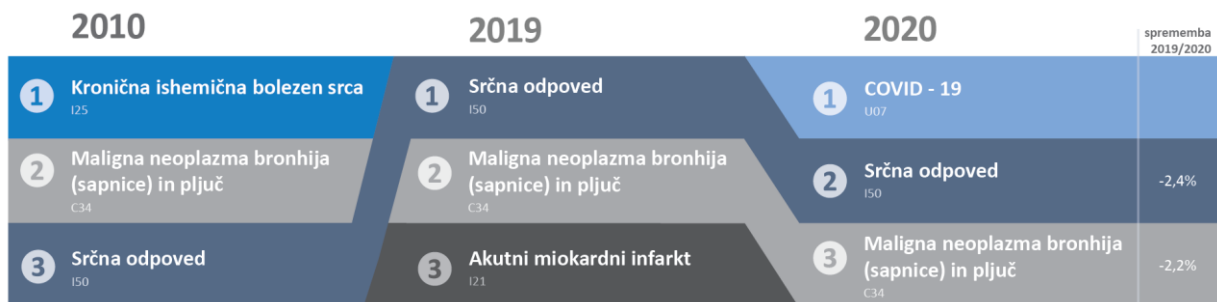 2010
2019
2020
sprememba
2019/2020
1
Kronična ishemična bolezen srca
I25
1
Srčna odpoved
I50
1
COVID - 19
U07
2
Maligna neoplazma bronhija
(sapnice) in pljuč
C34
2
Maligna neoplazma bronhija
(sapnice) in pljuč
C34
2
Srčna odpoved
I50
-2,4%
3
Srčna odpoved
I50
3
Akutni miokardni infarkt
I21
3
Maligna neoplazma bronhija
(sapnice) in pljuč
C34
-2,2%